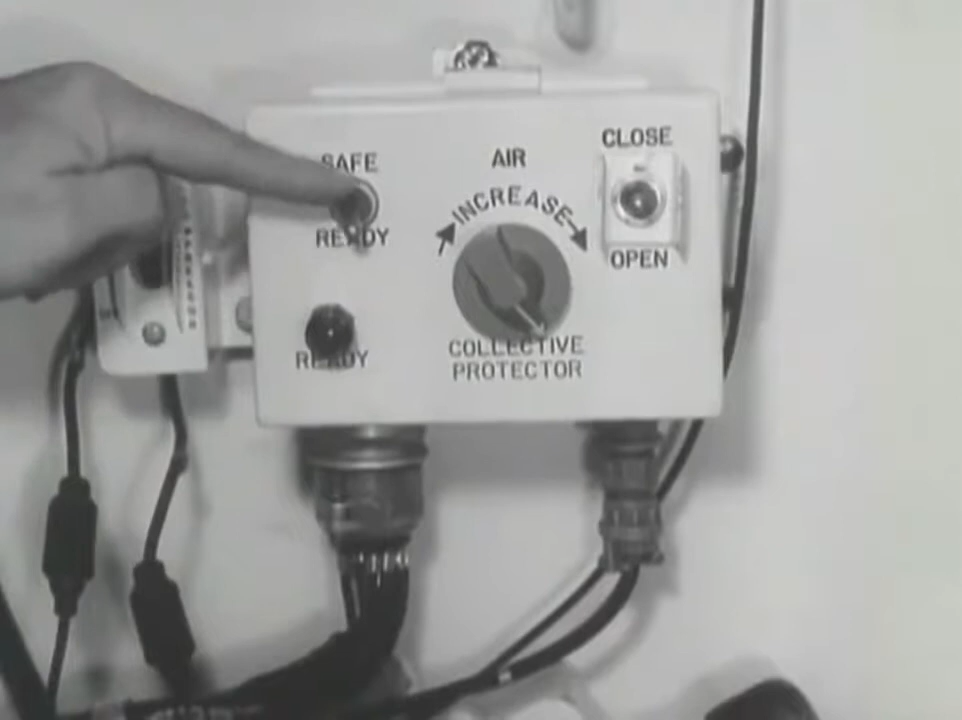 SAFE
READY
READY
AIR
INCREASE
COLLECTIVE
PROTECTOR
CLOSE
OPEN